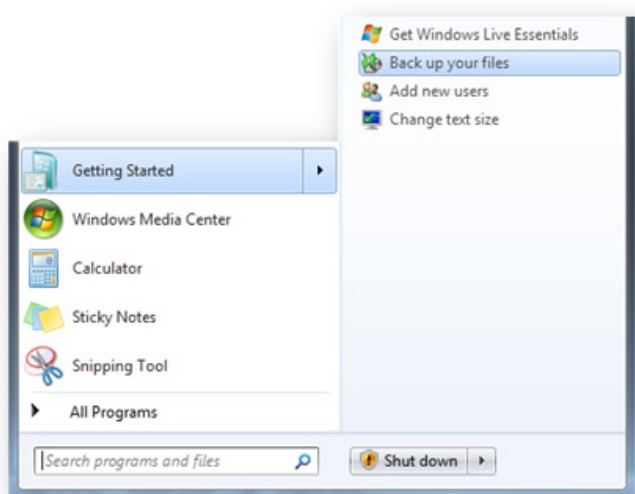 Get Windows Live Essentials
Back up your files
Add new users
Change text size
Getting Started
Windows Media Center
Calculator
Sticky Notes
Snipping Tool
All Programs
Search programs and files
Shut down